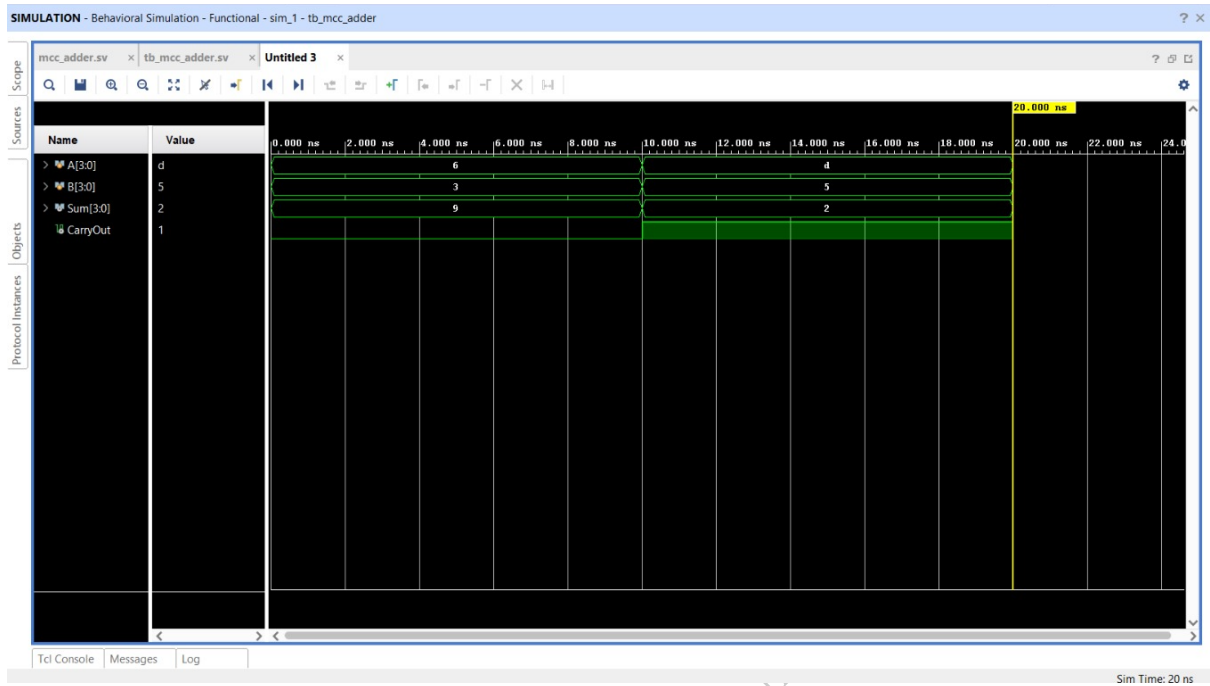 SIMULATION - Behavioral Simulation - Functional - sim_1 - tb_mcc_adder
? ×
Scope
Sources
Objects
Protocol Instances
mcc_adder.sv × tb_mcc_adder.sv × Untitled 3 ×
?
20.000 ns
Name Value
0.000 ns 2.000 ns 4.000 ns 6.000 ns 8.000 ns 10.000 ns 12.000 ns 14.000 ns 16.000 ns 18.000 ns 20.000 ns 22.000 ns 24.0
> A[3:0] d 6 d
> B[3:0] 5 3 5
> Sum[3:0] 2 9 2
CarryOut 1
Tcl Console Messages Log
Sim Time: 20 ns